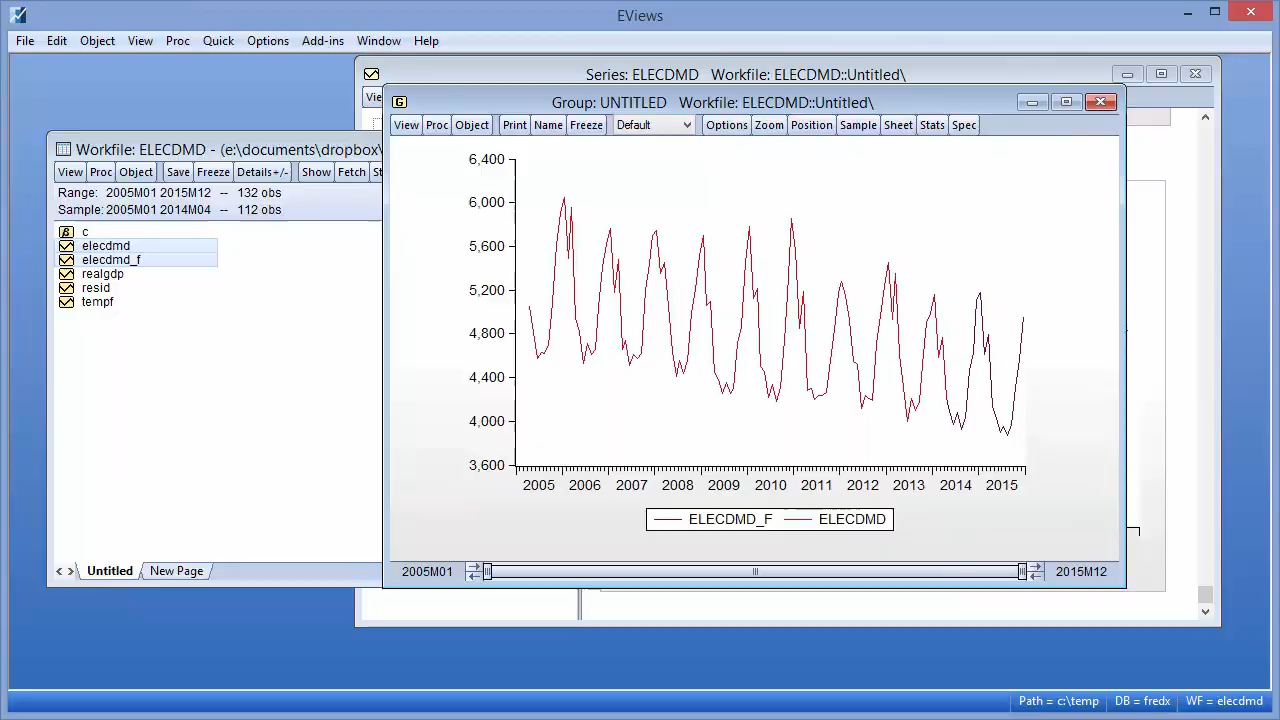 EViews
File Edit Object View Proc Quick Options Add-ins Window Help
Series: ELECDMD Workfile: ELECDMD::Untitled\
Group: UNTITLED Workfile: ELECDMD::Untitled\
View Proc Object Print Name Freeze Default Options Zoom Position Sample Sheet Stats Spec
Workfile: ELECDMD - (e:\documents\dropbox\
View Proc Object Save Freeze Details+/- Show Fetch
Range: 2005M01 2015M12 -- 132 obs
Sample: 2005M01 2014M04 -- 112 obs
c
elecdmd
elecdmd_f
realgdp
resid
tempf
Untitled New Page
6,400
6,000
5,600
5,200
4,800
4,400
4,000
3,600
2005 2006 2007 2008 2009 2010 2011 2012 2013 2014 2015
ELECDMD_F ELECDMD
2005M01 2015M12
Path = c:\temp DB = fredx WF = elecdmd